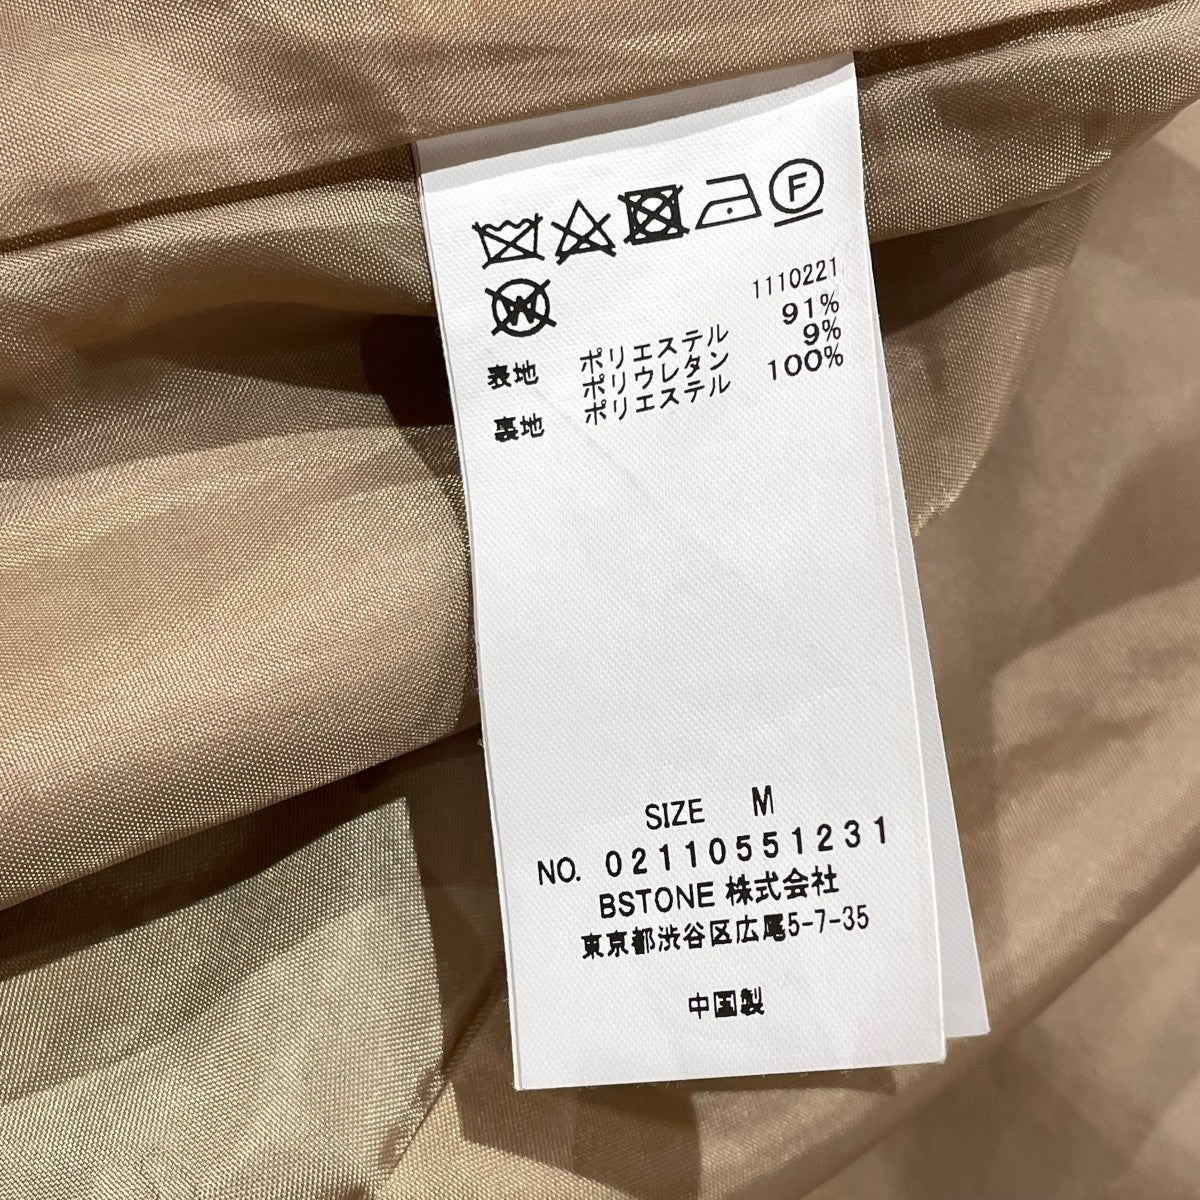 F
W
1110221
表地 ポリエステル 91%
ポリウレタン 9%
裏地 ポリエステル 100%
SIZE M
NO. 02110551231
BSTONE 株式会社
東京都渋谷区広尾5-7-35
中国製